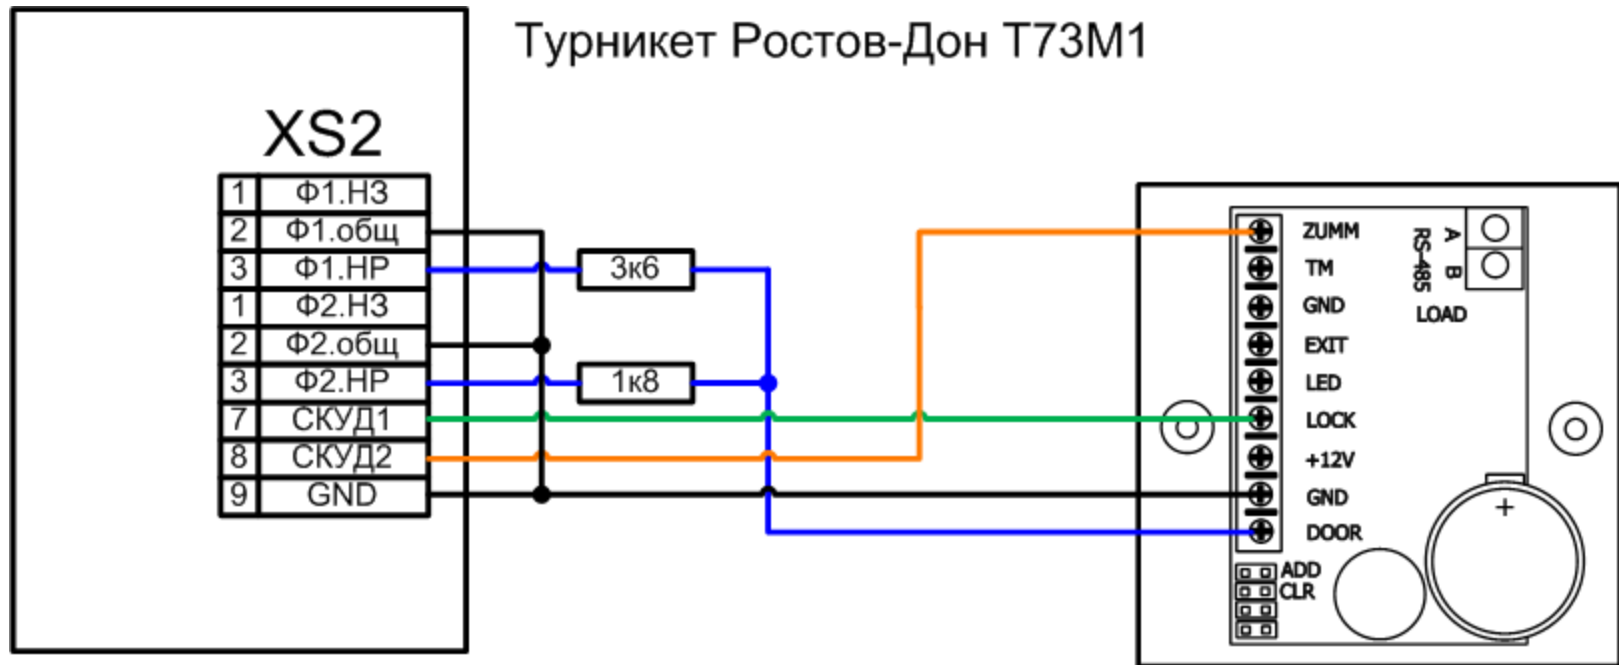 Турникет Ростов-Дон Т73М1
XS2
1 Ф1.НЗ
2 Ф1.общ
3 Ф1.НР
1 Ф2.НЗ
2 Ф2.общ
3 Ф2.НР
7 СКУД1
8 СКУД2
9 GND
3к6
1к8
ZUMM
TM
GND
EXIT
LED
LOCK
+12V
GND
DOOR
ADD
CLR
RS-485
A
B
LOAD
+